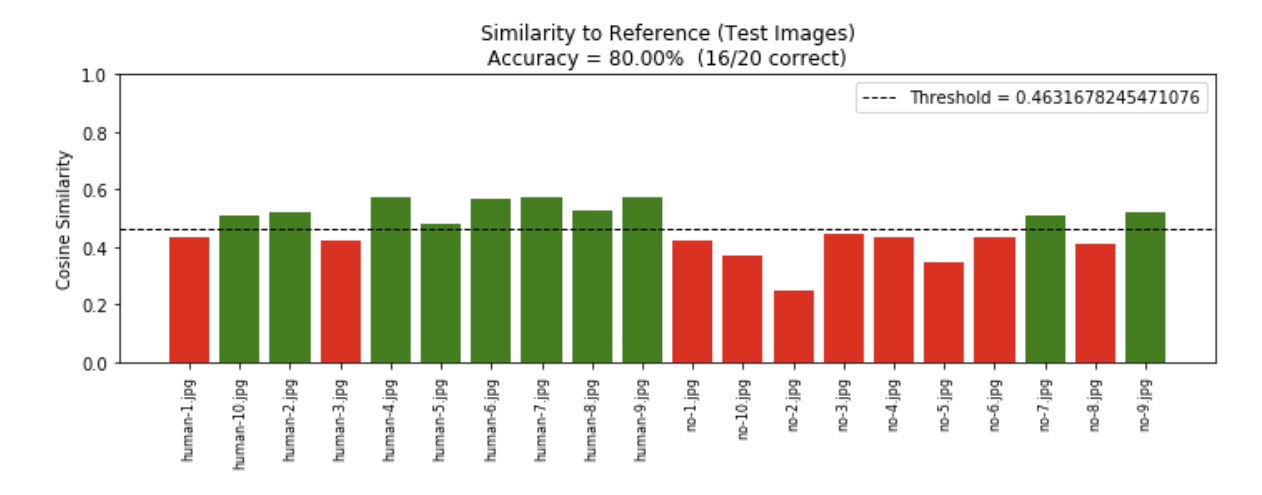 Similarity to Reference (Test Images)
Accuracy = 80.00%  (16/20 correct)
Threshold = 0.4631678245471076
Cosine Similarity
1.0
0.8
0.6
0.4
0.2
0.0
human-1.jpg
human-10.jpg
human-2.jpg
human-3.jpg
human-4.jpg
human-5.jpg
human-6.jpg
human-7.jpg
human-8.jpg
human-9.jpg
no-1.jpg
no-10.jpg
no-2.jpg
no-3.jpg
no-4.jpg
no-5.jpg
no-6.jpg
no-7.jpg
no-8.jpg
no-9.jpg